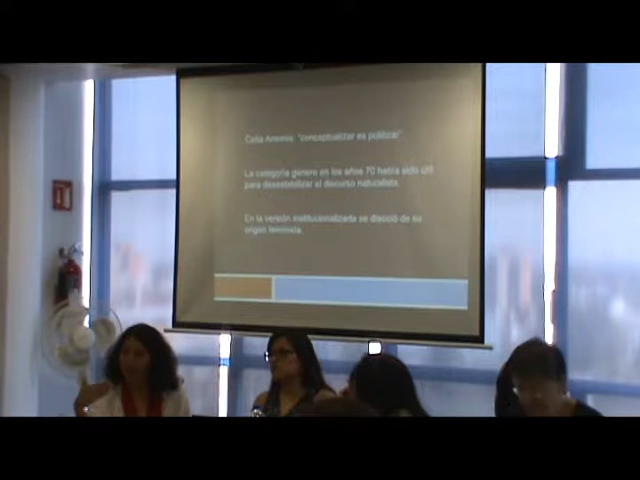 Celia Amorós: "conceptualizar es politizar"
La categoría genero en los años 70 había sido útil
para desestabilizar el discurso naturalista.
En la versión institucionalizada se disoció de su
origen feminista.